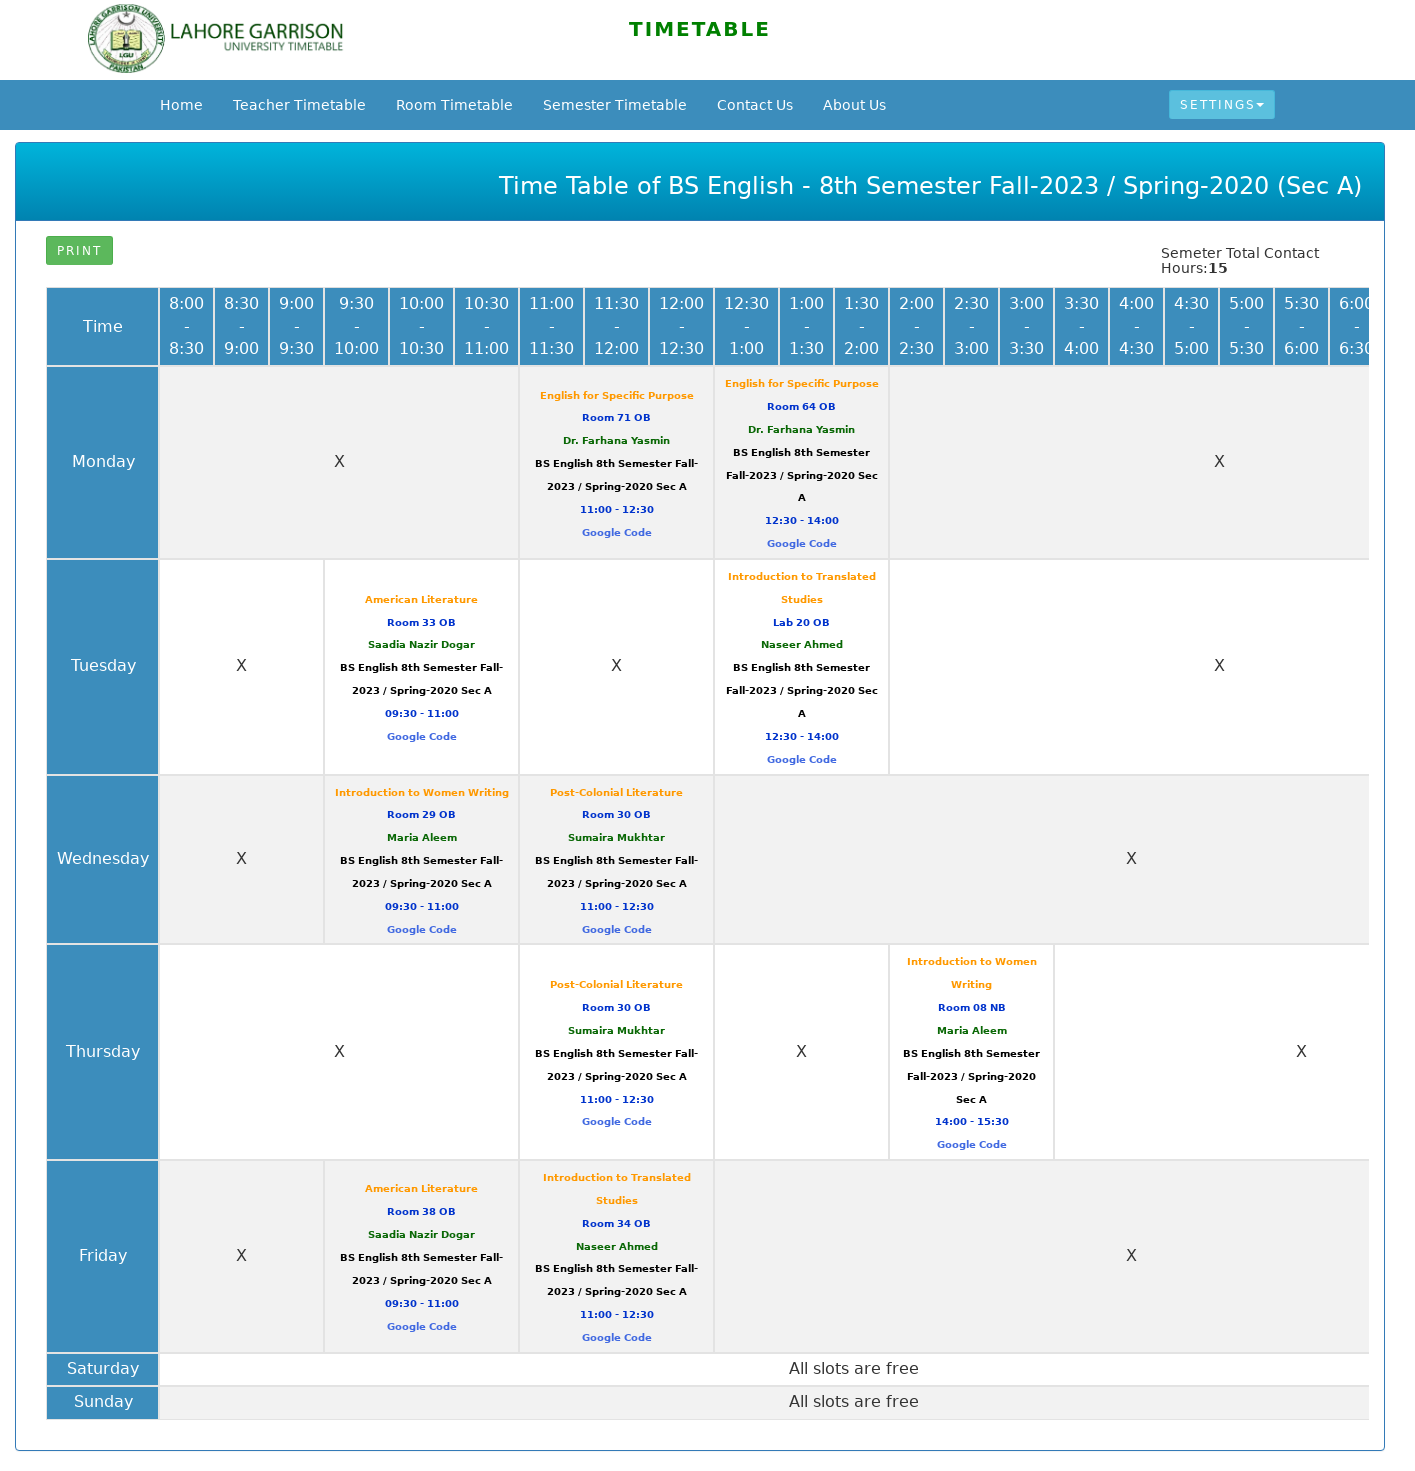 LAHORE GARRISON UNIVERSITY
LGU
PAKISTAN
LAHORE GARRISON
UNIVERSITY TIMETABLE
TIMETABLE
Home Teacher Timetable Room Timetable Semester Timetable Contact Us About Us SETTINGS
Time Table of BS English - 8th Semester Fall-2023 / Spring-2020 (Sec A)
PRINT
Semeter Total Contact
Hours:15
Time
8:00 - 8:30
8:30 - 9:00
9:00 - 9:30
9:30 - 10:00
10:00 - 10:30
10:30 - 11:00
11:00 - 11:30
11:30 - 12:00
12:00 - 12:30
12:30 - 1:00
1:00 - 1:30
1:30 - 2:00
2:00 - 2:30
2:30 - 3:00
3:00 - 3:30
3:30 - 4:00
4:00 - 4:30
4:30 - 5:00
5:00 - 5:30
5:30 - 6:00
6:00 - 6:30
Monday
X
English for Specific Purpose
Room 71 OB
Dr. Farhana Yasmin
BS English 8th Semester Fall-
2023 / Spring-2020 Sec A
11:00 - 12:30
Google Code
English for Specific Purpose
Room 64 OB
Dr. Farhana Yasmin
BS English 8th Semester
Fall-2023 / Spring-2020 Sec
A
12:30 - 14:00
Google Code
X
Tuesday
X
American Literature
Room 33 OB
Saadia Nazir Dogar
BS English 8th Semester Fall-
2023 / Spring-2020 Sec A
09:30 - 11:00
Google Code
X
Introduction to Translated
Studies
Lab 20 OB
Naseer Ahmed
BS English 8th Semester
Fall-2023 / Spring-2020 Sec
A
12:30 - 14:00
Google Code
X
Wednesday
X
Introduction to Women Writing
Room 29 OB
Maria Aleem
BS English 8th Semester Fall-
2023 / Spring-2020 Sec A
09:30 - 11:00
Google Code
Post-Colonial Literature
Room 30 OB
Sumaira Mukhtar
BS English 8th Semester Fall-
2023 / Spring-2020 Sec A
11:00 - 12:30
Google Code
X
Thursday
X
Post-Colonial Literature
Room 30 OB
Sumaira Mukhtar
BS English 8th Semester Fall-
2023 / Spring-2020 Sec A
11:00 - 12:30
Google Code
X
Introduction to Women
Writing
Room 08 NB
Maria Aleem
BS English 8th Semester
Fall-2023 / Spring-2020
Sec A
14:00 - 15:30
Google Code
X
Friday
X
American Literature
Room 38 OB
Saadia Nazir Dogar
BS English 8th Semester Fall-
2023 / Spring-2020 Sec A
09:30 - 11:00
Google Code
Introduction to Translated
Studies
Room 34 OB
Naseer Ahmed
BS English 8th Semester Fall-
2023 / Spring-2020 Sec A
11:00 - 12:30
Google Code
X
Saturday
All slots are free
Sunday
All slots are free